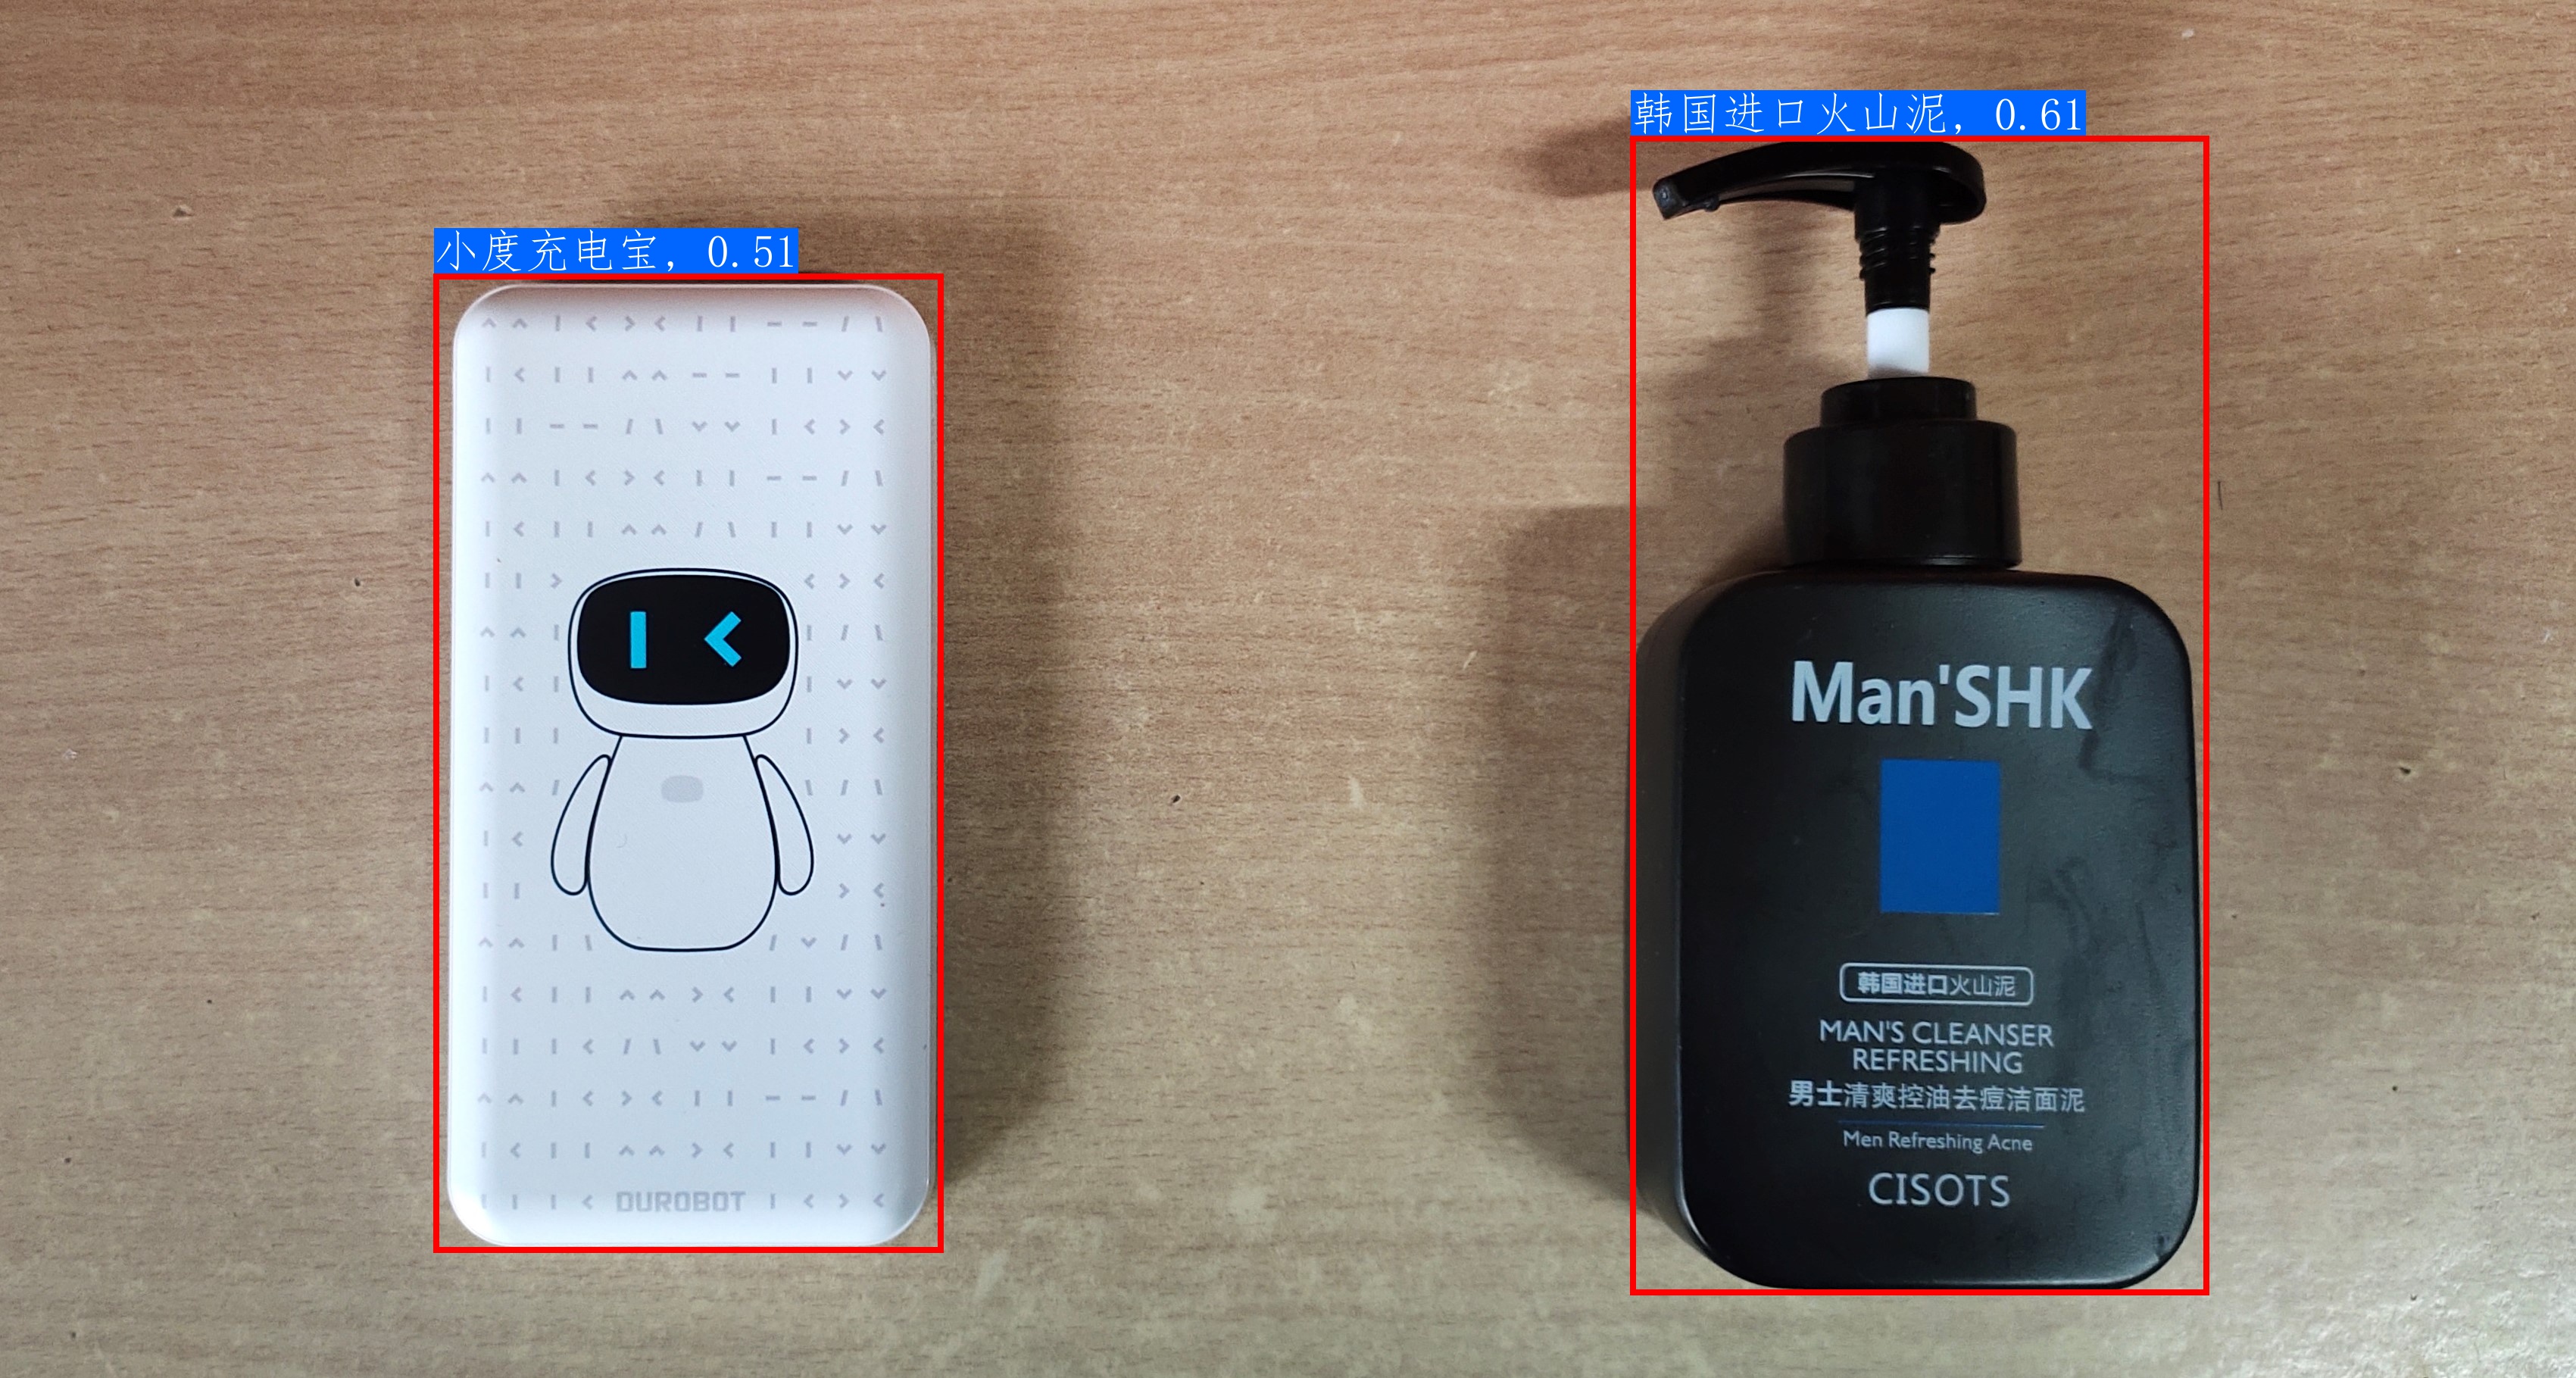 小度充电宝, 0.51
DUROBOT
韩国进口火山泥, 0.61
Man'SHK
韩国进口火山泥
MAN'S CLEANSER
REFRESHING
男士清爽控油去痘洁面泥
Men Refreshing Acne
CISOTS